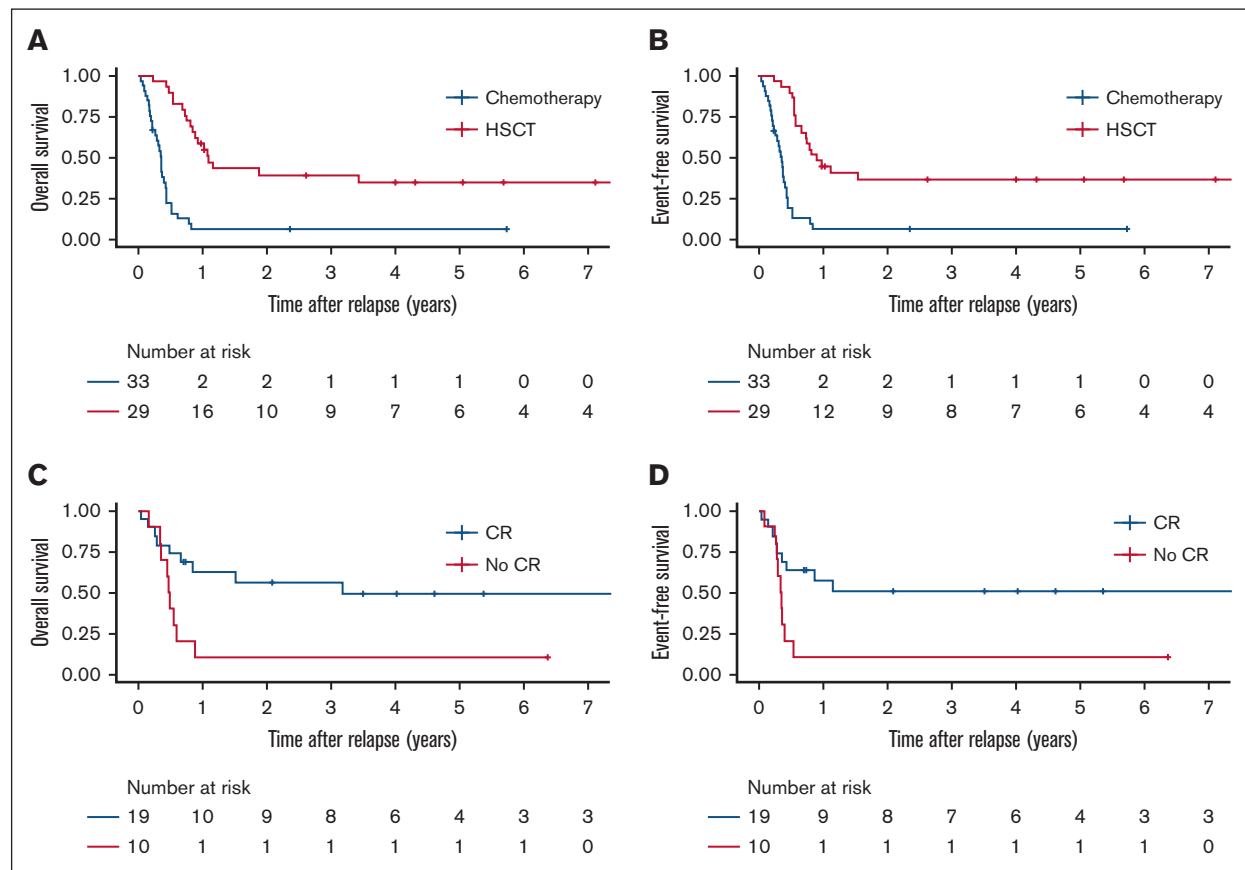 A
1.00
0.75
0.50
0.25
0.00
Overall survival
Chemotherapy
HSCT
0 1 2 3 4 5 6 7
Time after relapse (years)
Number at risk
33 2 2 1 1 1 0 0
29 16 10 9 7 6 4 4
B
1.00
0.75
0.50
0.25
0.00
Event-free survival
Chemotherapy
HSCT
0 1 2 3 4 5 6 7
Time after relapse (years)
Number at risk
33 2 2 1 1 1 0 0
29 12 9 8 7 6 4 4
C
1.00
0.75
0.50
0.25
0.00
Overall survival
CR
No CR
0 1 2 3 4 5 6 7
Time after relapse (years)
Number at risk
19 10 9 8 6 4 3 3
10 1 1 1 1 1 1 0
D
1.00
0.75
0.50
0.25
0.00
Event-free survival
CR
No CR
0 1 2 3 4 5 6 7
Time after relapse (years)
Number at risk
19 9 8 7 6 4 3 3
10 1 1 1 1 1 1 0